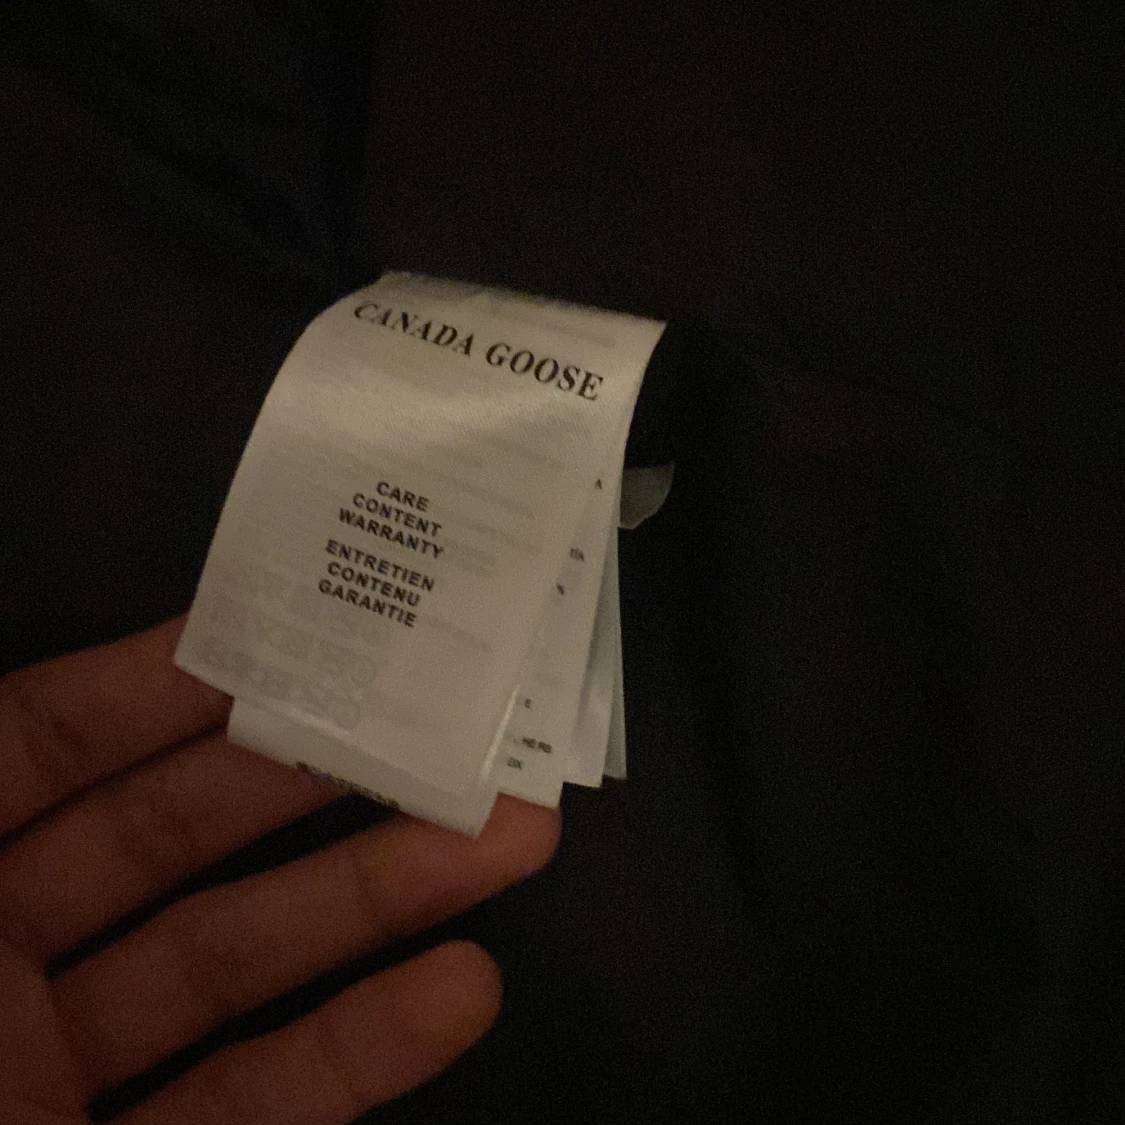 CANADA GOOSE
CARE
CONTENT
WARRANTY
ENTRETIEN
CONTENU
GARANTIE